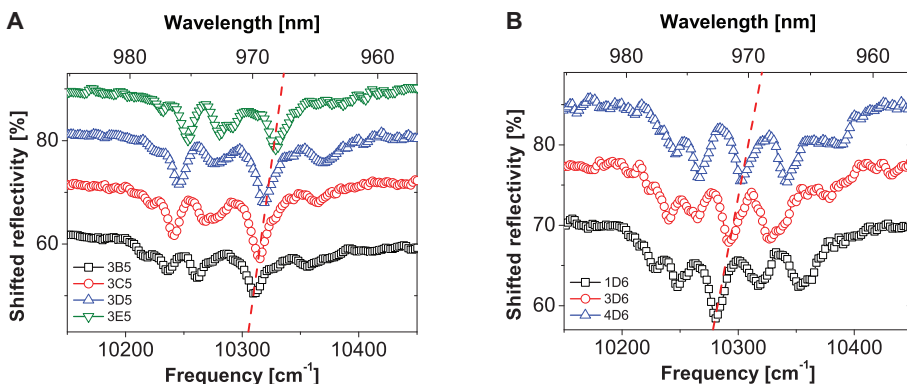 A
Wavelength [nm]
980 970 960
80
60
Shifted reflectivity [%]
3B5
3C5
3D5
3E5
10200 10300 10400
Frequency [cm⁻¹]
B
Wavelength [nm]
980 970 960
80
70
60
Shifted reflectivity [%]
1D6
3D6
4D6
10200 10300 10400
Frequency [cm⁻¹]